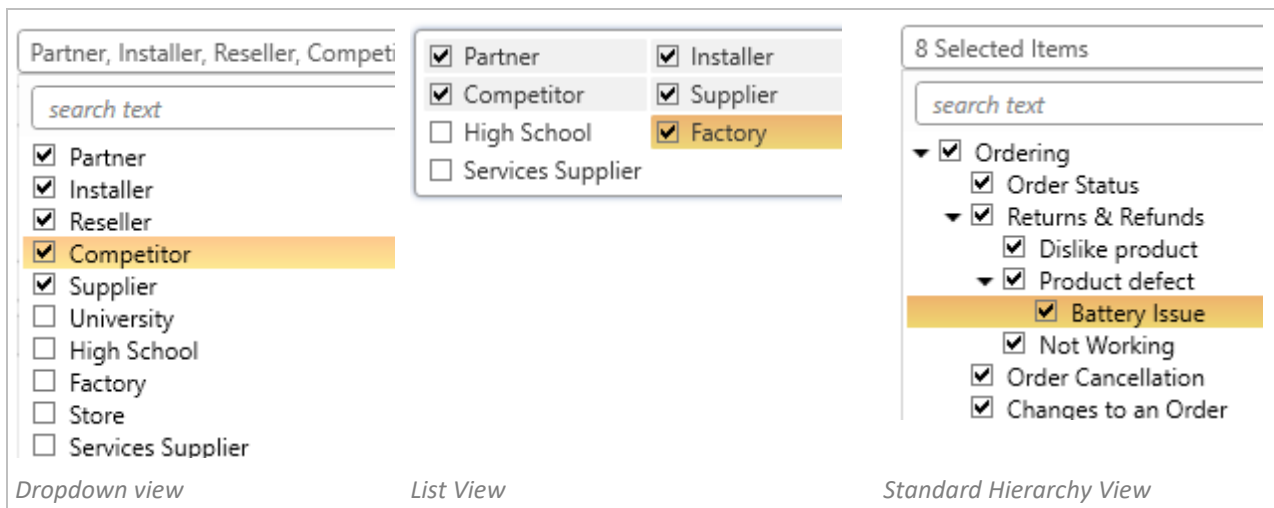 Partner, Installer, Reseller, Competi
search text
Partner
Installer
Reseller
Competitor
Supplier
University
High School
Factory
Store
Services Supplier
Dropdown view
Partner Installer
Competitor Supplier
High School Factory
Services Supplier
List View
8 Selected Items
search text
Ordering
Order Status
Returns & Refunds
Dislike product
Product defect
Battery Issue
Not Working
Order Cancellation
Changes to an Order
Standard Hierarchy View